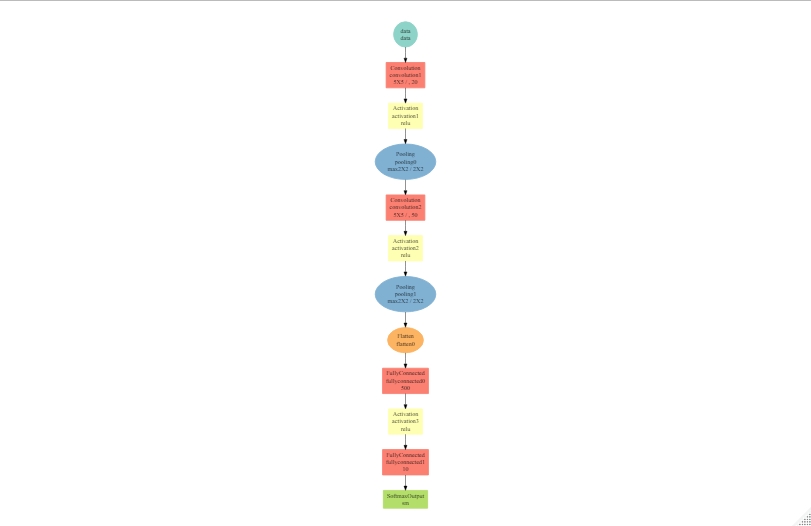 data
data
Convolution
convolution1
5X5 / , 20
Activation
activation1
relu
Pooling
pooling0
max2X2 / 2X2
Convolution
convolution2
5X5 / , 50
Activation
activation2
relu
Pooling
pooling1
max2X2 / 2X2
Flatten
flatten0
FullyConnected
fullyconnected0
500
Activation
activation3
relu
FullyConnected
fullyconnected1
10
SoftmaxOutput
sm